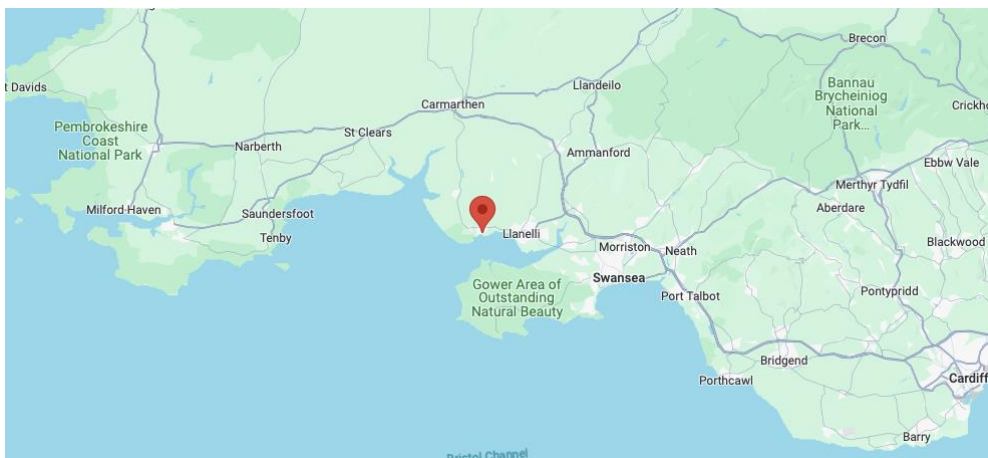 Brecon
t Davids
Llandeilo
Bannau
Brycheiniog
National
Park...
Crickho
Carmarthen
Pembrokeshire
Coast
National Park
St Clears
Narberth
Ammanford
Ebbw Vale
Merthyr Tydfil
Milford Haven
Saundersfoot
Aberdare
Tenby
Llanelli
Morriston
Neath
Blackwood
Swansea
Gower Area of
Outstanding
Natural Beauty
Port Talbot
Pontypridd
Bridgend
Porthcawl
Cardiff
Barry
Bristol Channel